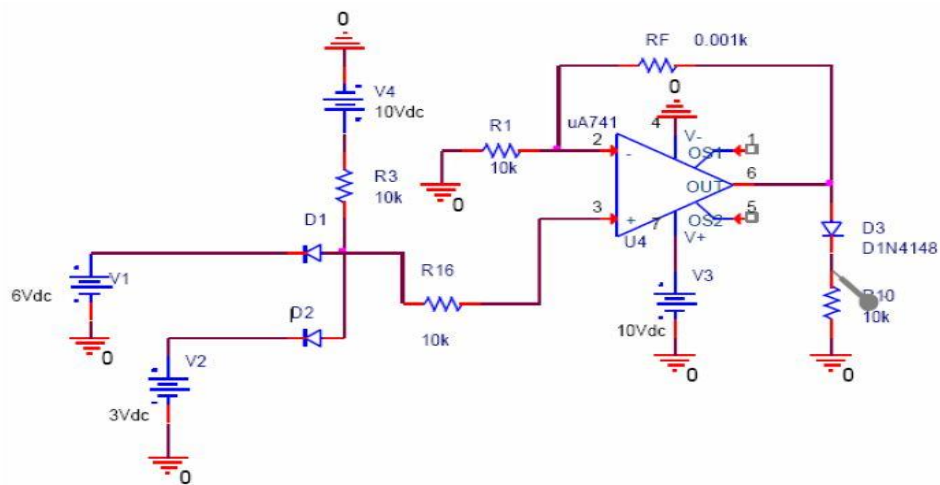 0
V4
10Vdc
R3
10k
D1
V1
6Vdc
0
D2
V2
3Vdc
0
R16
10k
R1
10k
0
RF 0.001k
0
uA741
4
V-
1
OS1
2
-
6
OUT
3
+
7
5
OS2
U4
V+
V3
10Vdc
0
D3
D1N4148
R10
10k
0